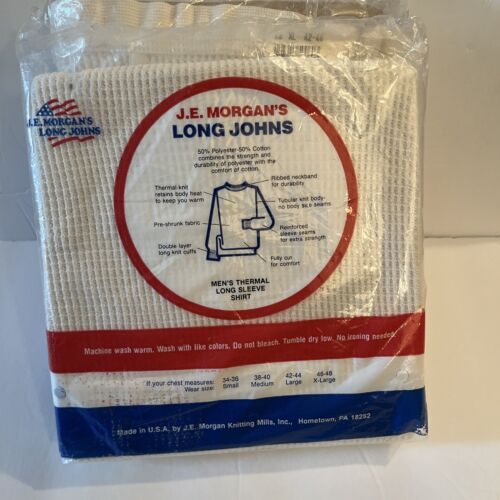 XL 42-44
J.E. MORGAN'S
LONG JOHNS
J.E. MORGAN'S
LONG JOHNS
50% Polyester-50% Cotton
combines the strength and
durability of polyester with the
comfort of cotton.
Thermal-knit
retains body heat
to keep you warm
Pre-shrunk fabric
Double layer
long knit cuffs
Ribbed neckband
for durability
Tubular knit body-
no body side seams
Reinforced
sleeve seams
for extra strength
Fully cut
for comfort
MEN'S THERMAL
LONG SLEEVE
SHIRT
Machine wash warm. Wash with like colors. Do not bleach. Tumble dry low. No ironing needed.
If your chest measures: 34-36 38-40 42-44 46-48
Wear size: Small Medium Large X-Large
Made in U.S.A. by J.E. Morgan Knitting Mills, Inc., Hometown, PA 18252